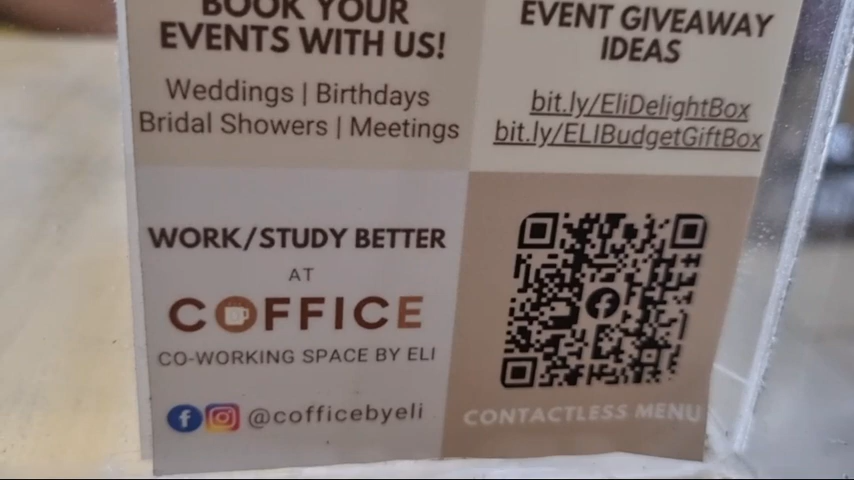 BOOK YOUR
EVENTS WITH US!
Weddings | Birthdays
Bridal Showers | Meetings
EVENT GIVEAWAY
IDEAS
bit.ly/EliDelightBox
bit.ly/ELIBudgetGiftBox
WORK/STUDY BETTER
AT
COFFICE
CO-WORKING SPACE BY ELI
@cofficebyeli
CONTACTLESS MENU